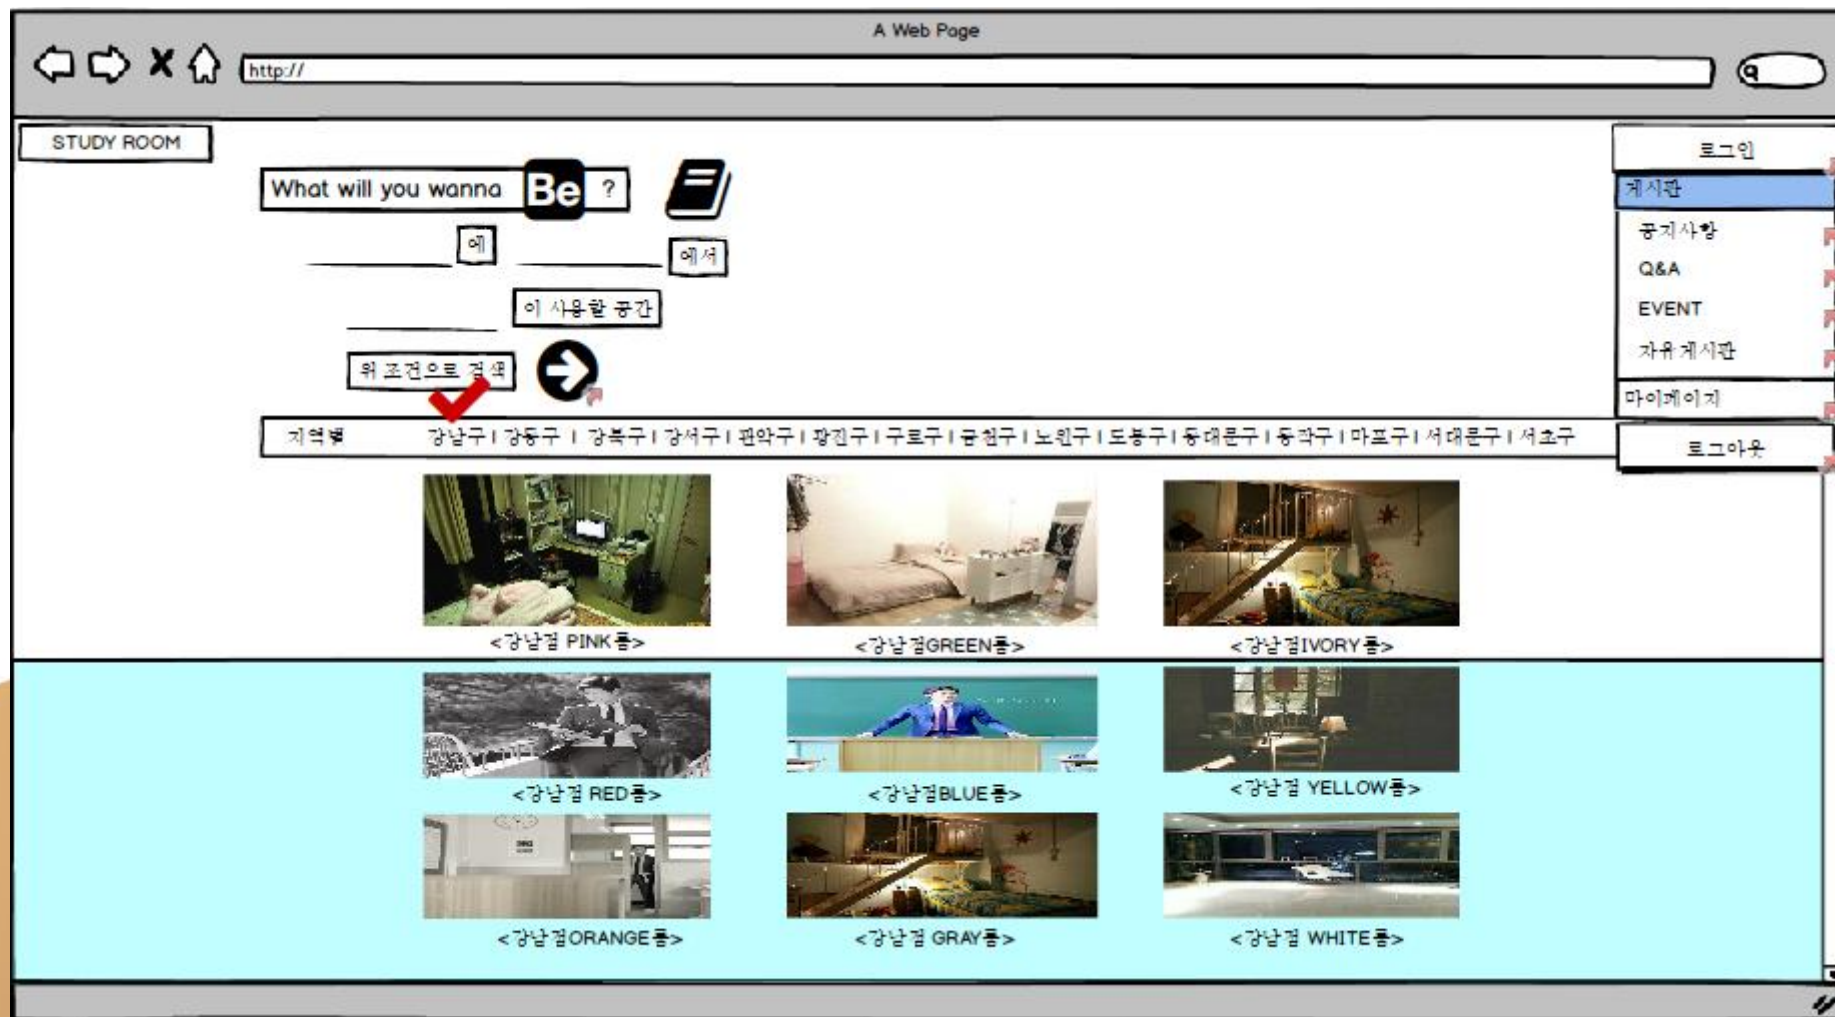 A Web Page
http://
STUDY ROOM
로그인
What will you wanna Be ?
게시판
에
에서
공지사항
Q&A
이 사용할 공간
EVENT
자유게시판
위 조건으로 검색
마이페이지
지역별 강남구 | 강동구 | 강북구 | 강서구 | 관악구 | 광진구 | 구로구 | 금천구 | 노원구 | 도봉구 | 동대문구 | 동작구 | 마포구 | 서대문구 | 서초구
로그아웃
<강남점 PINK룸>
<강남점GREEN룸>
<강남점IVORY룸>
<강남점 RED룸>
<강남점BLUE룸>
<강남점 YELLOW룸>
<강남점ORANGE룸>
<강남점 GRAY룸>
<강남점 WHITE룸>